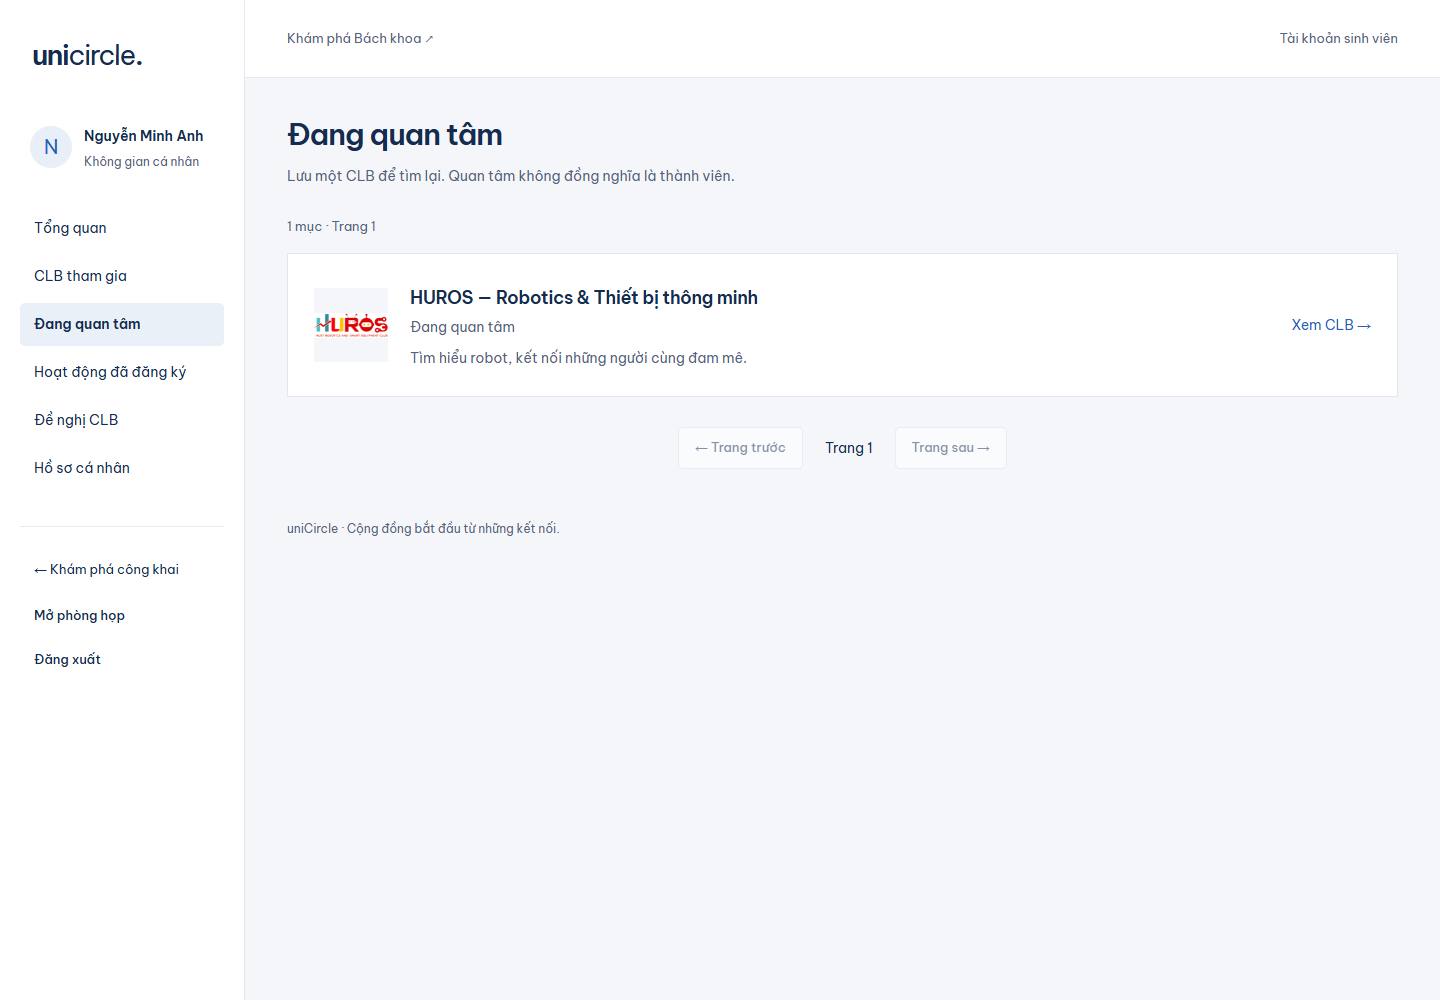 unicircle.
Khám phá Bách khoa ↗
Tài khoản sinh viên
N
Nguyễn Minh Anh
Không gian cá nhân
Tổng quan
CLB tham gia
Đang quan tâm
Hoạt động đã đăng ký
Đề nghị CLB
Hồ sơ cá nhân
← Khám phá công khai
Mở phòng họp
Đăng xuất
Đang quan tâm
Lưu một CLB để tìm lại. Quan tâm không đồng nghĩa là thành viên.
1 mục · Trang 1
HUROS
HUROS — Robotics & Thiết bị thông minh
Đang quan tâm
Tìm hiểu robot, kết nối những người cùng đam mê.
Xem CLB →
← Trang trước
Trang 1
Trang sau →
uniCircle · Cộng đồng bắt đầu từ những kết nối.